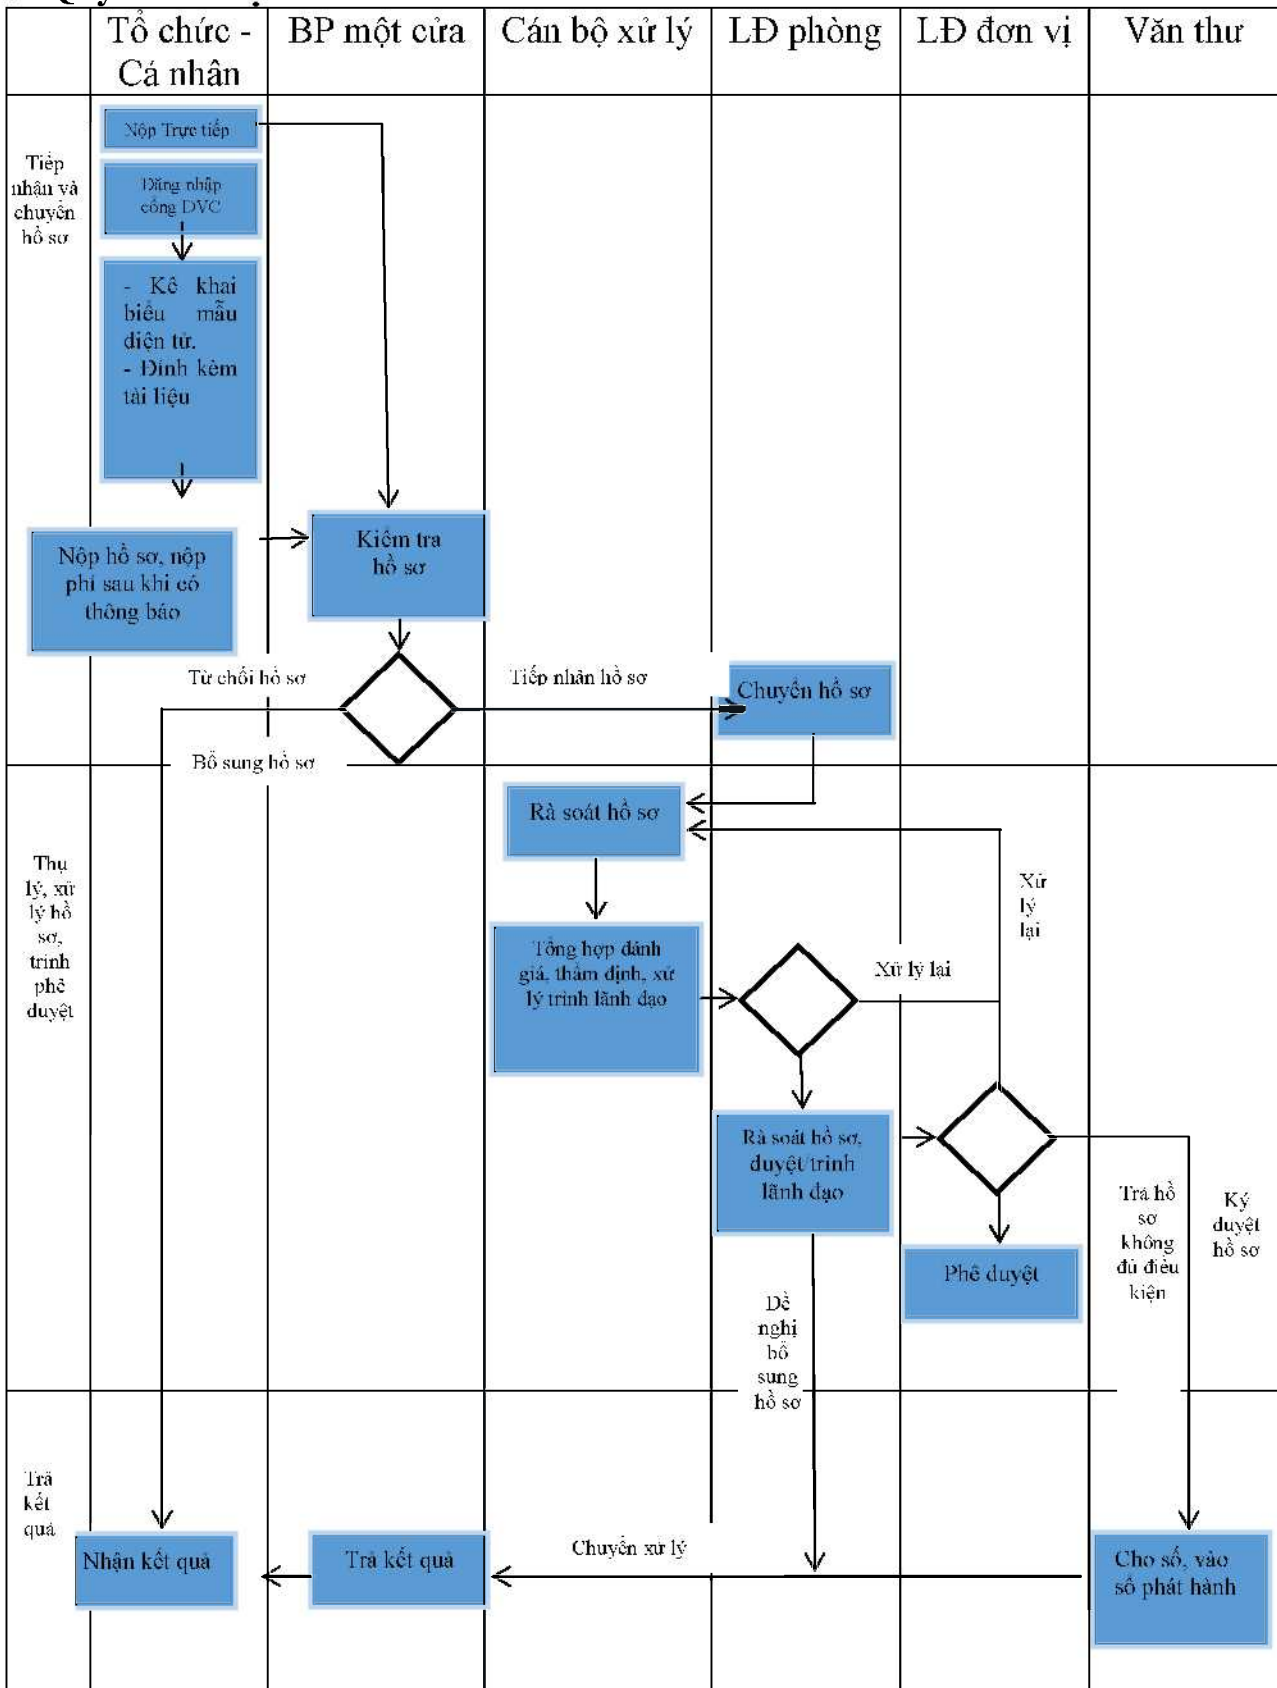 Tổ chức - BP một cửa Cán bộ xử lý LĐ phòng LĐ đơn vị Văn thư
Cá nhân
Tiếp
nhận và
chuyển
hồ sơ
Nộp Trực tiếp
Đăng nhập
cổng DVC
- Kê khai
biểu mẫu
điện tử.
- Đính kèm
tài liệu
Nộp hồ sơ, nộp
phí sau khi có
thông báo
Kiểm tra
hồ sơ
Từ chối hồ sơ
Tiếp nhận hồ sơ
Chuyển hồ sơ
Bổ sung hồ sơ
Thụ
lý, xử
lý hồ
sơ,
trình
phê
duyệt
Rà soát hồ sơ
Xử
lý
lại
Tổng hợp đánh
giá, thẩm định, xử
lý trình lãnh đạo
Xử lý lại
Rà soát hồ sơ,
duyệt/trình
lãnh đạo
Phê duyệt
Trả hồ
sơ
không
đủ điều
kiện
Ký
duyệt
hồ sơ
Đề
nghị
bổ
sung
hồ sơ
Trả
kết
quả
Nhận kết quả
Trả kết quả
Chuyển xử lý
Cho số, vào
sổ phát hành